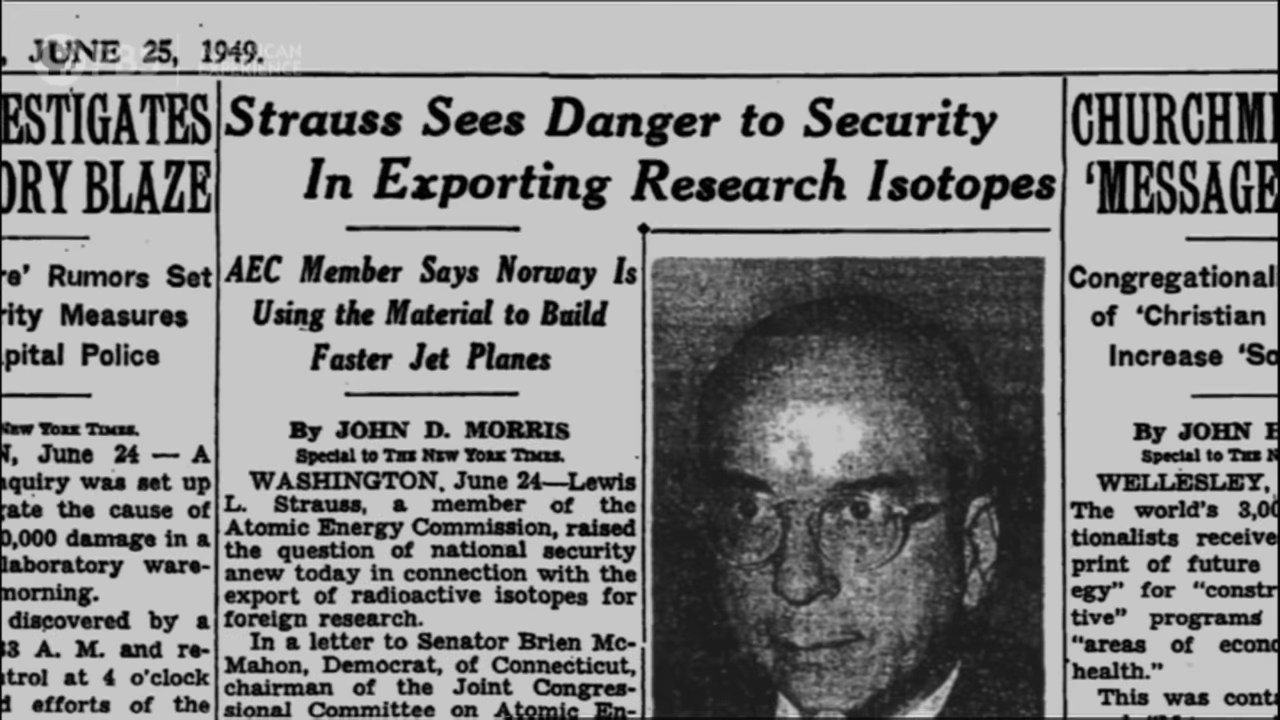 , JUNE 25, 1949.
PBS AMERICAN
EXPERIENCE
ESTIGATES
ORY BLAZE
re' Rumors Set
rity Measures
pital Police
NEW YORK TIMES.
N, June 24 — A
nquiry was set up
gate the cause of
0,000 damage in a
laboratory ware-
morning.
discovered by a
33 A. M. and re-
ntrol at 4 o'clock
d efforts of the
Strauss Sees Danger to Security
In Exporting Research Isotopes
AEC Member Says Norway Is
Using the Material to Build
Faster Jet Planes
By JOHN D. MORRIS
Special to THE NEW YORK TIMES.
WASHINGTON, June 24—Lewis
L. Strauss, a member of the
Atomic Energy Commission, raised
the question of national security
anew today in connection with the
export of radioactive isotopes for
foreign research.
In a letter to Senator Brien Mc-
Mahon, Democrat, of Connecticut,
chairman of the Joint Congres-
sional Committee on Atomic En-
CHURCHM
'MESSAGE
Congregational
of 'Christian
Increase 'So
By JOHN
Special to THE N
WELLESLEY,
The world's 3,00
tionalists receive
print of future
egy" for "constr
tive" programs
"areas of econo
health."
This was cont